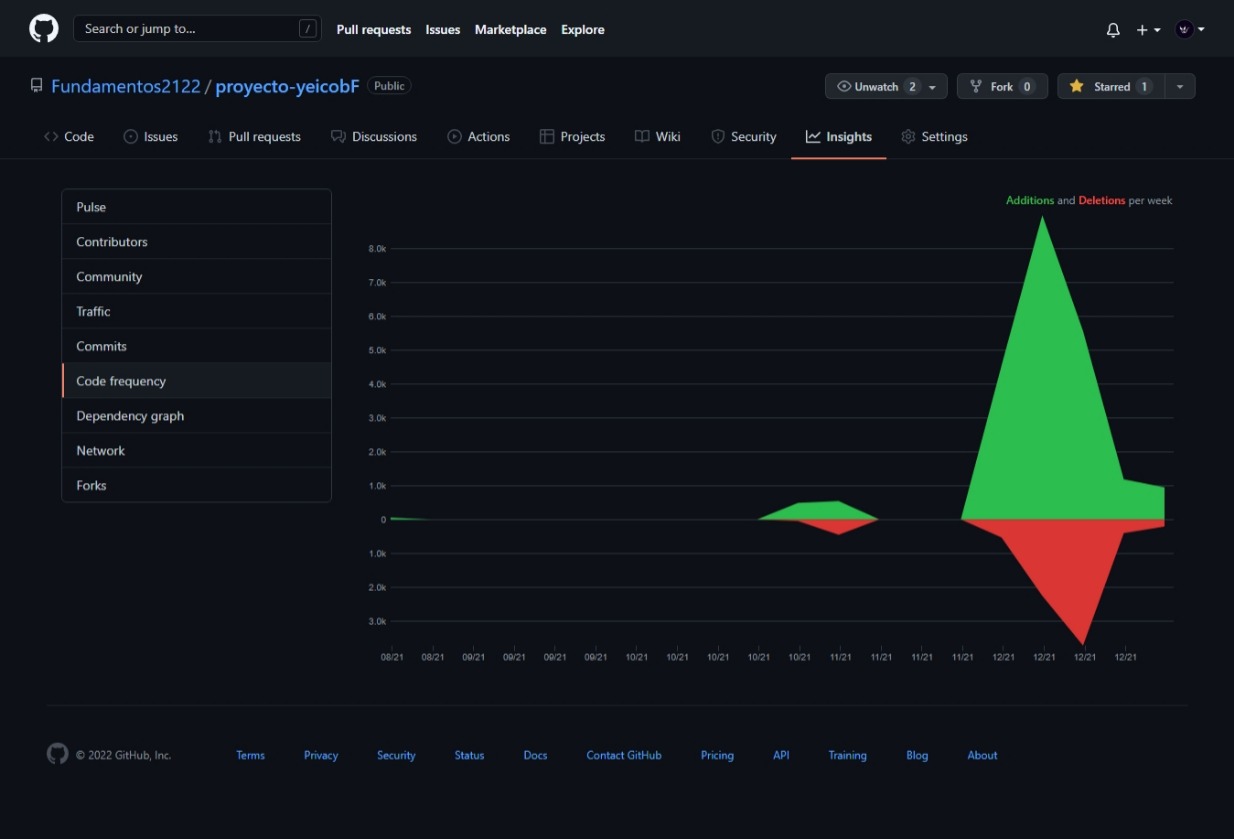 Search or jump to... /
Pull requests Issues Marketplace Explore
Fundamentos2122 / proyecto-yeicobF Public
Unwatch 2 Fork 0 Starred 1
Code Issues Pull requests Discussions Actions Projects Wiki Security Insights Settings
Pulse
Contributors
Community
Traffic
Commits
Code frequency
Dependency graph
Network
Forks
Additions and Deletions per week
8.0k
7.0k
6.0k
5.0k
4.0k
3.0k
2.0k
1.0k
0
1.0k
2.0k
3.0k
08/21 08/21 09/21 09/21 09/21 09/21 10/21 10/21 10/21 10/21 10/21 11/21 11/21 11/21 11/21 12/21 12/21 12/21 12/21
© 2022 GitHub, Inc. Terms Privacy Security Status Docs Contact GitHub Pricing API Training Blog About